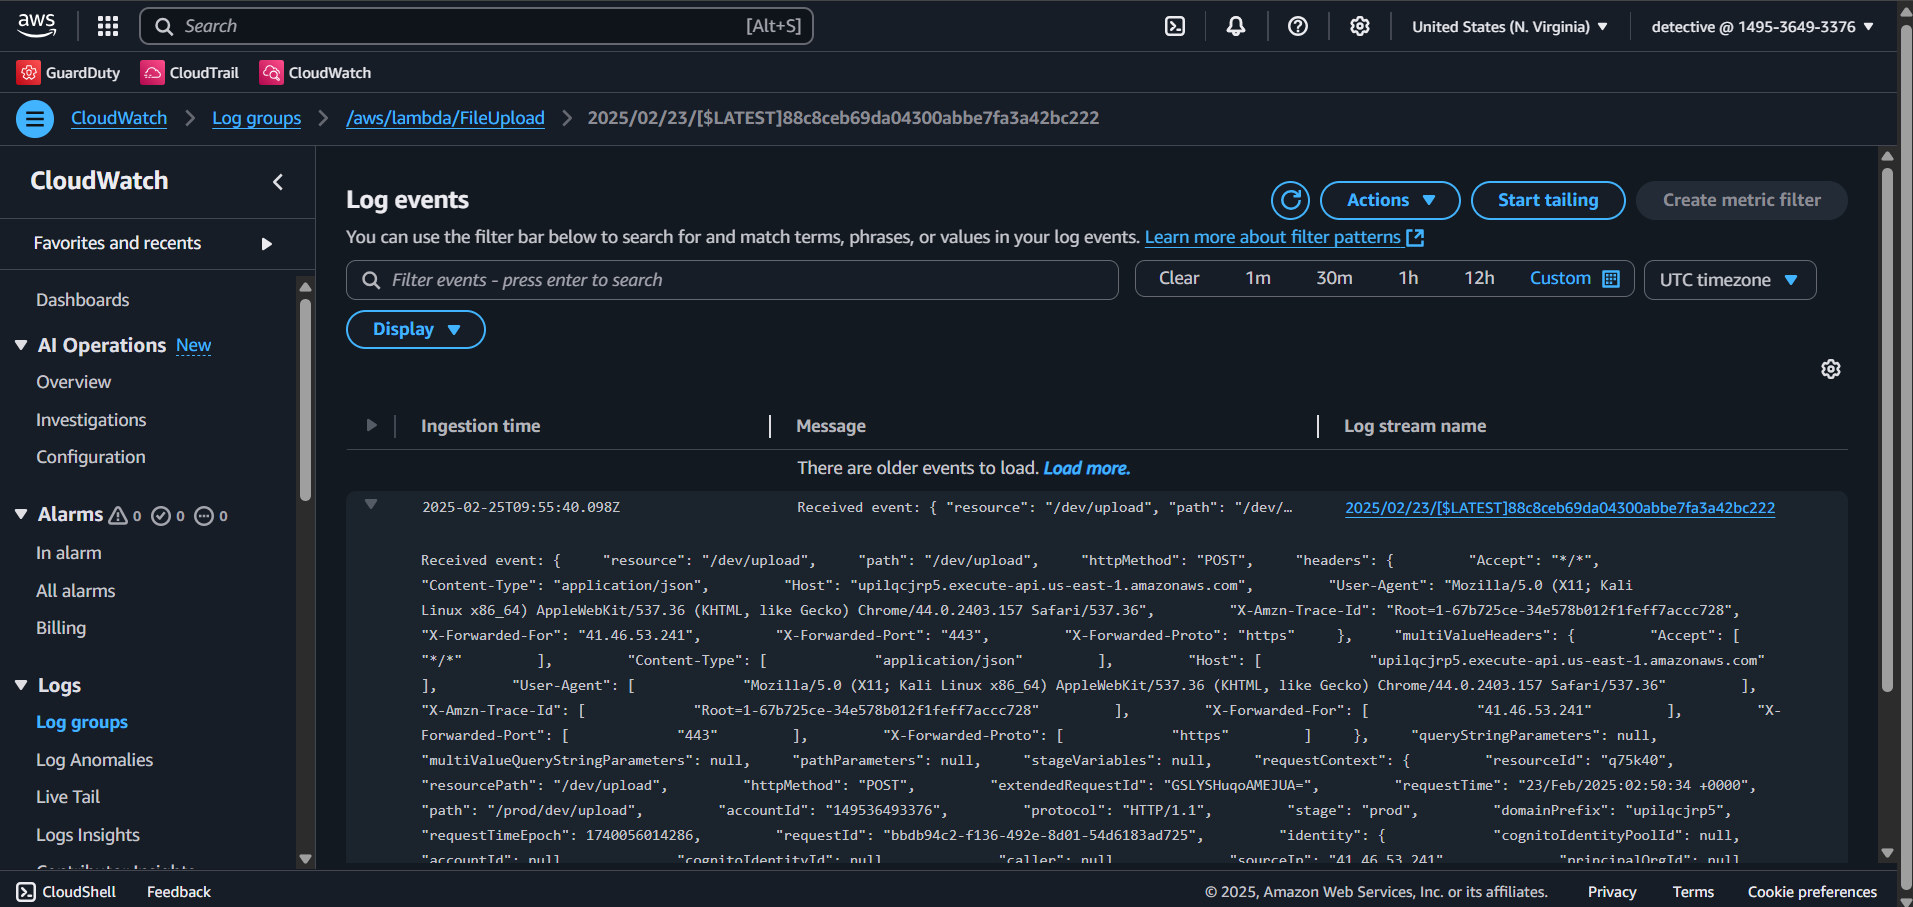 aws
Search [Alt+S]
United States (N. Virginia)
detective @ 1495-3649-3376
GuardDuty
CloudTrail
CloudWatch
CloudWatch
Log groups
/aws/lambda/FileUpload
2025/02/23/[$LATEST]88c8ceb69da04300abbe7fa3a42bc222
CloudWatch
Favorites and recents
Dashboards
AI Operations New
Overview
Investigations
Configuration
Alarms 0 0 0
In alarm
All alarms
Billing
Logs
Log groups
Log Anomalies
Live Tail
Logs Insights
Contributor Insights
Log events
Actions
Start tailing
Create metric filter
You can use the filter bar below to search for and match terms, phrases, or values in your log events. Learn more about filter patterns
Filter events - press enter to search
Clear 1m 30m 1h 12h Custom
UTC timezone
Display
Ingestion time Message Log stream name
There are older events to load. Load more.
2025-02-25T09:55:40.098Z Received event: { "resource": "/dev/upload", "path": "/dev/… 2025/02/23/[$LATEST]88c8ceb69da04300abbe7fa3a42bc222
Received event: { "resource": "/dev/upload", "path": "/dev/upload", "httpMethod": "POST", "headers": { "Accept": "*/*",
"Content-Type": "application/json", "Host": "upilqcjrp5.execute-api.us-east-1.amazonaws.com", "User-Agent": "Mozilla/5.0 (X11; Kali
Linux x86_64) AppleWebKit/537.36 (KHTML, like Gecko) Chrome/44.0.2403.157 Safari/537.36", "X-Amzn-Trace-Id": "Root=1-67b725ce-34e578b012f1feff7accc728",
"X-Forwarded-For": "41.46.53.241", "X-Forwarded-Port": "443", "X-Forwarded-Proto": "https" }, "multiValueHeaders": { "Accept": [
"*/*" ], "Content-Type": [ "application/json" ], "Host": [ "upilqcjrp5.execute-api.us-east-1.amazonaws.com"
], "User-Agent": [ "Mozilla/5.0 (X11; Kali Linux x86_64) AppleWebKit/537.36 (KHTML, like Gecko) Chrome/44.0.2403.157 Safari/537.36" ],
"X-Amzn-Trace-Id": [ "Root=1-67b725ce-34e578b012f1feff7accc728" ], "X-Forwarded-For": [ "41.46.53.241" ], "X-
Forwarded-Port": [ "443" ], "X-Forwarded-Proto": [ "https" ] }, "queryStringParameters": null,
"multiValueQueryStringParameters": null, "pathParameters": null, "stageVariables": null, "requestContext": { "resourceId": "q75k40",
"resourcePath": "/dev/upload", "httpMethod": "POST", "extendedRequestId": "GSLYSHuqoAMEJUA=", "requestTime": "23/Feb/2025:02:50:34 +0000",
"path": "/prod/dev/upload", "accountId": "149536493376", "protocol": "HTTP/1.1", "stage": "prod", "domainPrefix": "upilqcjrp5",
"requestTimeEpoch": 1740056014286, "requestId": "bbdb94c2-f136-492e-8d01-54d6183ad725", "identity": { "cognitoIdentityPoolId": null,
"accountId": null, "cognitoIdentityId": null, "caller": null, "sourceIp": "41.46.53.241", "principalOrgId": null,
CloudShell
Feedback
© 2025, Amazon Web Services, Inc. or its affiliates.
Privacy
Terms
Cookie preferences